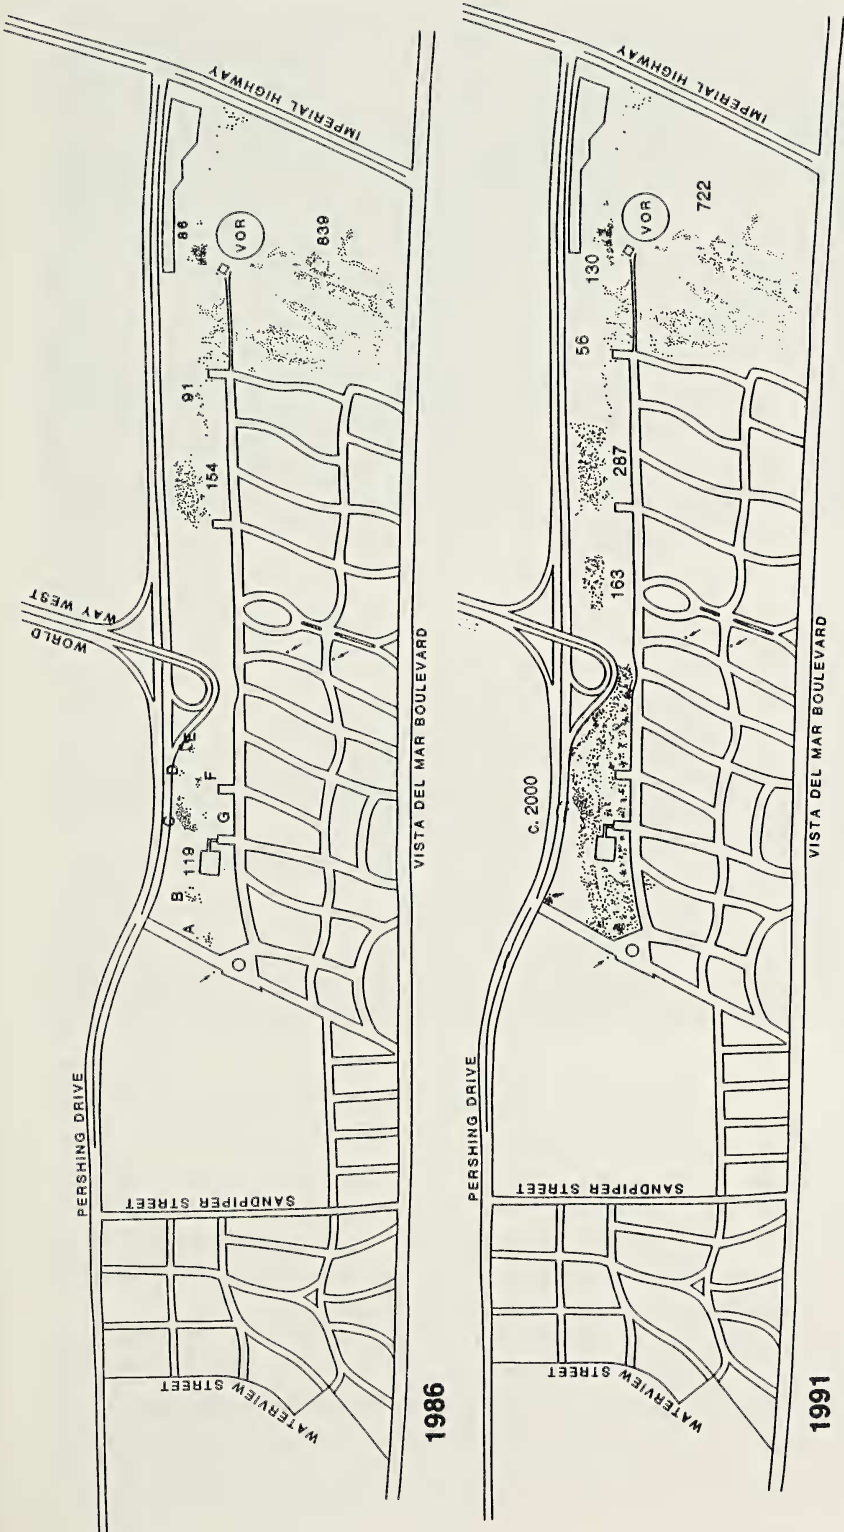 PERSHING DRIVE
WORLD
WAY WEST
IMPERIAL HIGHWAY
SANDPIPER STREET
WATERVIEW STREET
VISTA DEL MAR BOULEVARD
VOR
86
839
91
154
119
A
B
C
D
E
F
G
1986
PERSHING DRIVE
IMPERIAL HIGHWAY
SANDPIPER STREET
WATERVIEW STREET
VISTA DEL MAR BOULEVARD
VOR
130
722
56
287
163
c. 2000
1991